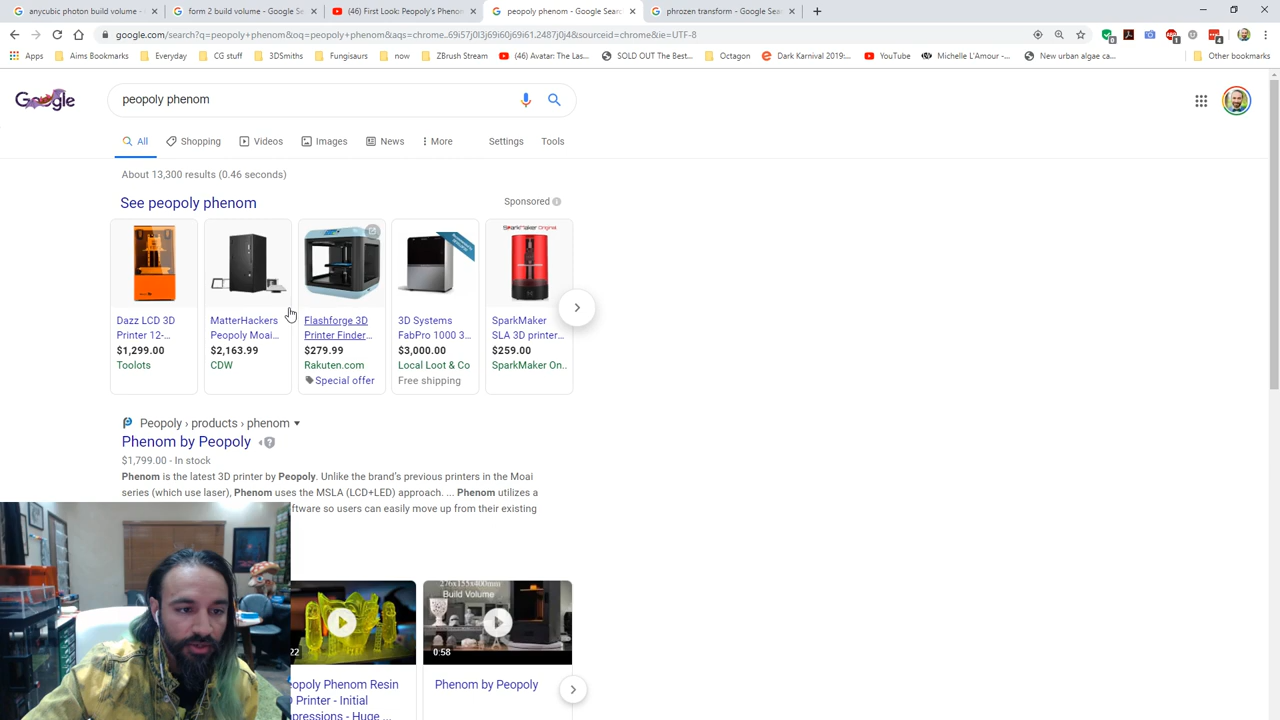 anycubic photon build volume -
form 2 build volume - Google Se
(46) First Look: Peopoly's Phenom
peopoly phenom - Google Search
phrozen transform - Google Sear
google.com/search?q=peopoly+phenom&oq=peopoly+phenom&aqs=chrome..69i57j0l3j69i60j69i61.2487j0j4&sourceid=chrome&ie=UTF-8
Apps
Aims Bookmarks
Everyday
CG stuff
3DSmiths
Fungisaurs
now
ZBrush Stream
(46) Avatar: The Las...
SOLD OUT The Best...
Octagon
Dark Karnival 2019:...
YouTube
Michelle L'Amour -...
New urban algae ca...
Other bookmarks
Google
peopoly phenom
All
Shopping
Videos
Images
News
More
Settings
Tools
About 13,300 results (0.46 seconds)
See peopoly phenom
Sponsored
Dazz LCD 3D
Printer 12-...
$1,299.00
Toolots
MatterHackers
Peopoly Moai...
$2,163.99
CDW
Flashforge 3D
Printer Finder...
$279.99
Rakuten.com
Special offer
3D Systems
FabPro 1000 3...
$3,000.00
Local Loot & Co
Free shipping
SparkMaker Original
SparkMaker
SLA 3D printer...
$259.00
SparkMaker On..
Peopoly › products › phenom
Phenom by Peopoly
$1,799.00 - In stock
Phenom is the latest 3D printer by Peopoly. Unlike the brand's previous printers in the Moai
series (which use laser), Phenom uses the MSLA (LCD+LED) approach. ... Phenom utilizes a
ftware so users can easily move up from their existing
22
276x155x400mm
Build Volume
0:58
eopoly Phenom Resin
D Printer - Initial
mpressions - Huge ...
Phenom by Peopoly